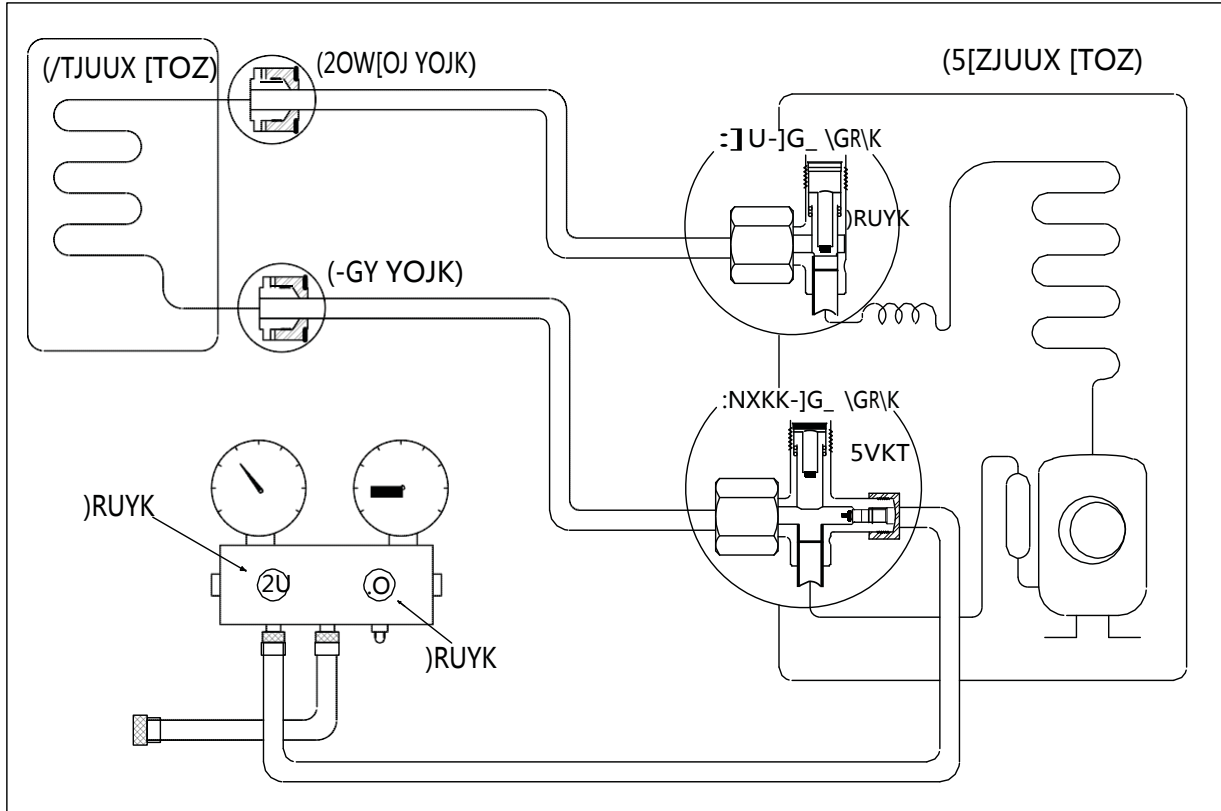 (/TJUUX [TOZ)
(2OW[OJ YOJK)
(5[ZJUUX [TOZ)
:] U-]G_ \GR\K
)RUYK
(-GY YOJK)
:NXKK-]G_ \GR\K
5VKT
)RUYK
2U
.O
)RUYK